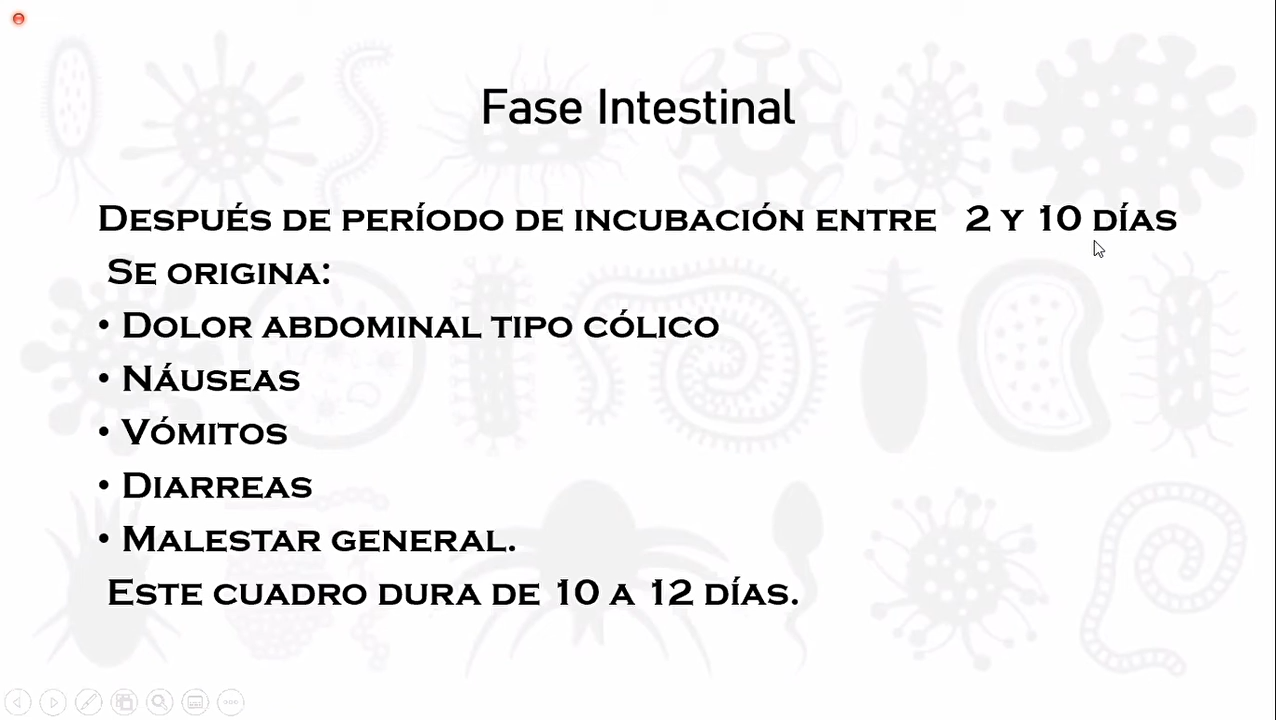 Fase Intestinal
Después de período de incubación entre 2 y 10 días
Se origina:
• Dolor abdominal tipo cólico
• Náuseas
• Vómitos
• Diarreas
• Malestar general.
Este cuadro dura de 10 a 12 días.